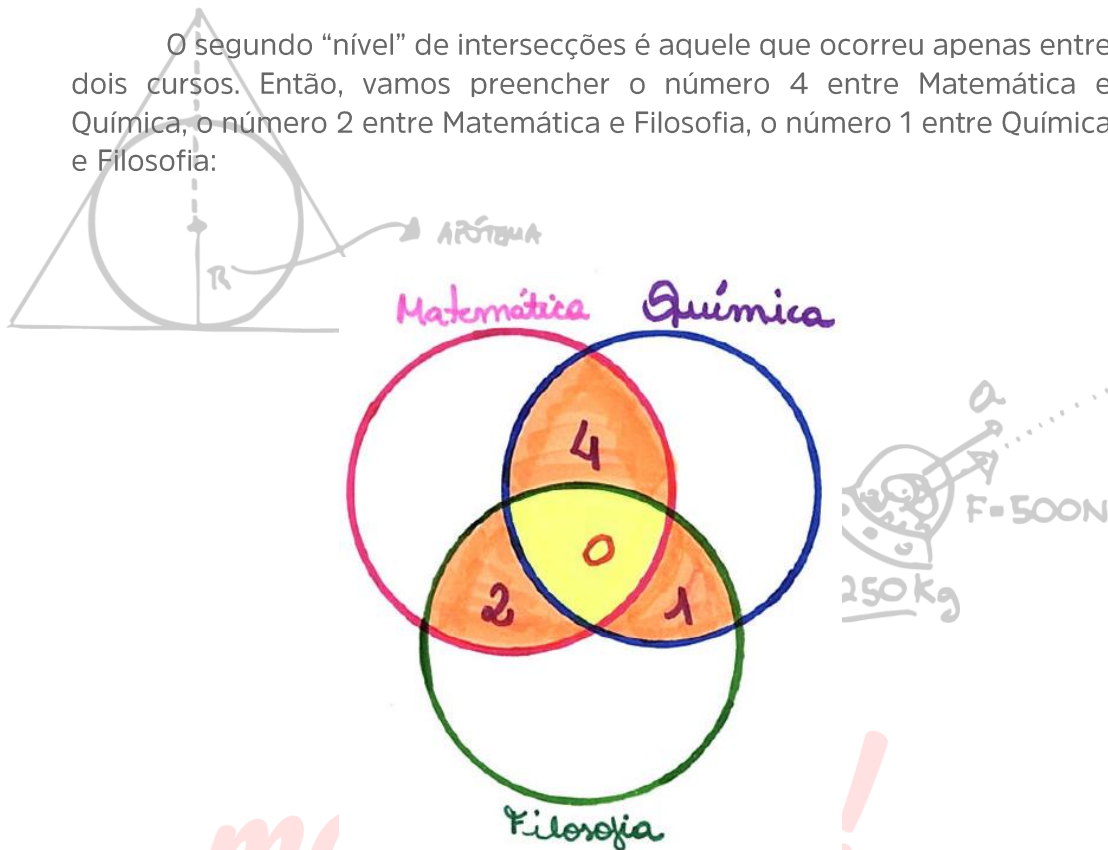 O segundo “nível” de intersecções é aquele que ocorreu apenas entre
dois cursos. Então, vamos preencher o número 4 entre Matemática e
Química, o número 2 entre Matemática e Filosofia, o número 1 entre Química
e Filosofia:
APÓTEMA
R
Matemática Química
4
a
F=500N
0
2 1
250kg
Filosofia